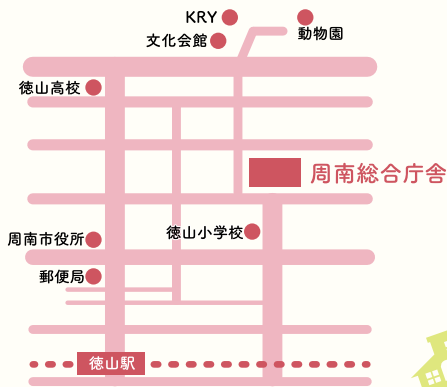 KRY
文化会館
動物園
徳山高校
周南総合庁舎
徳山小学校
周南市役所
郵便局
徳山駅